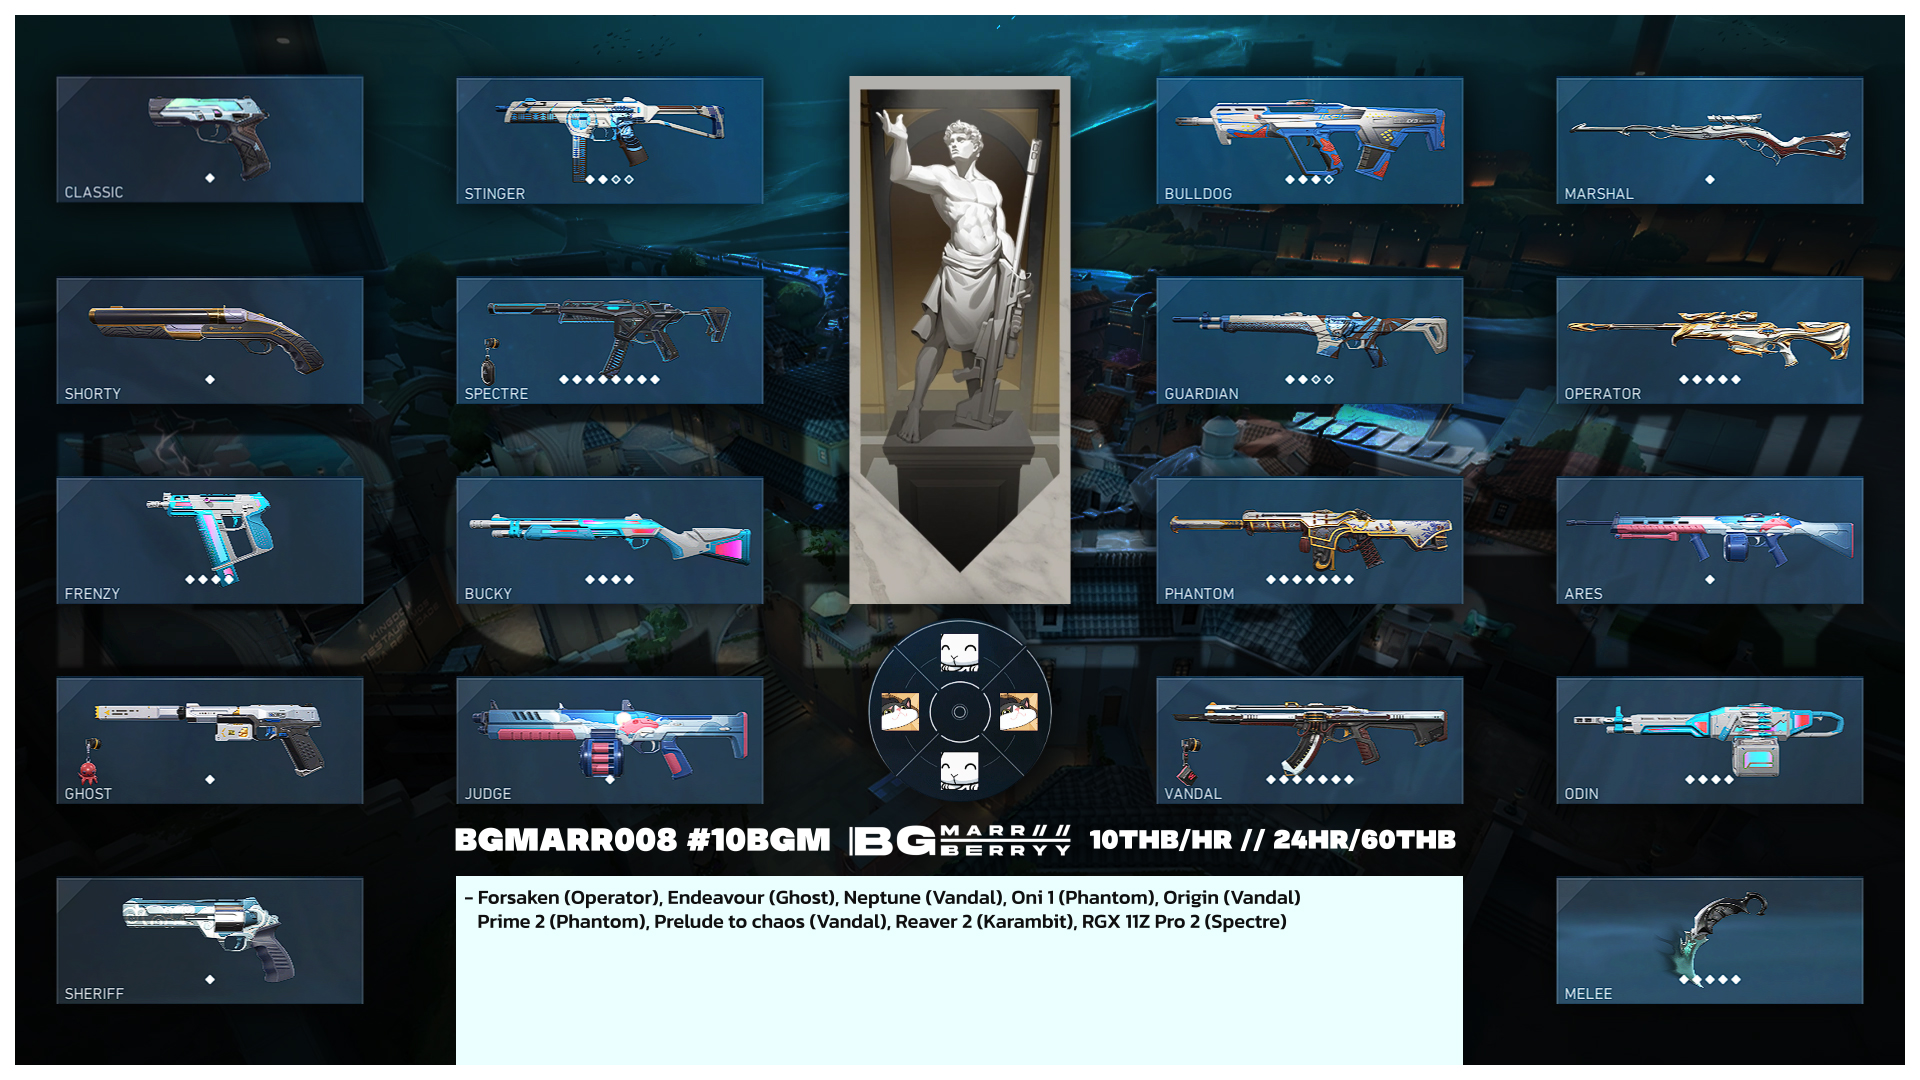 CLASSIC
STINGER
BULLDOG
MARSHAL
SHORTY
SPECTRE
GUARDIAN
OPERATOR
FRENZY
BUCKY
PHANTOM
ARES
GHOST
JUDGE
VANDAL
ODIN
BGMARR008 #10BGM
BG MARR////
BERRYY
10THB/HR // 24HR/60THB
SHERIFF
- Forsaken (Operator), Endeavour (Ghost), Neptune (Vandal), Oni 1 (Phantom), Origin (Vandal)
Prime 2 (Phantom), Prelude to chaos (Vandal), Reaver 2 (Karambit), RGX 11Z Pro 2 (Spectre)
MELEE